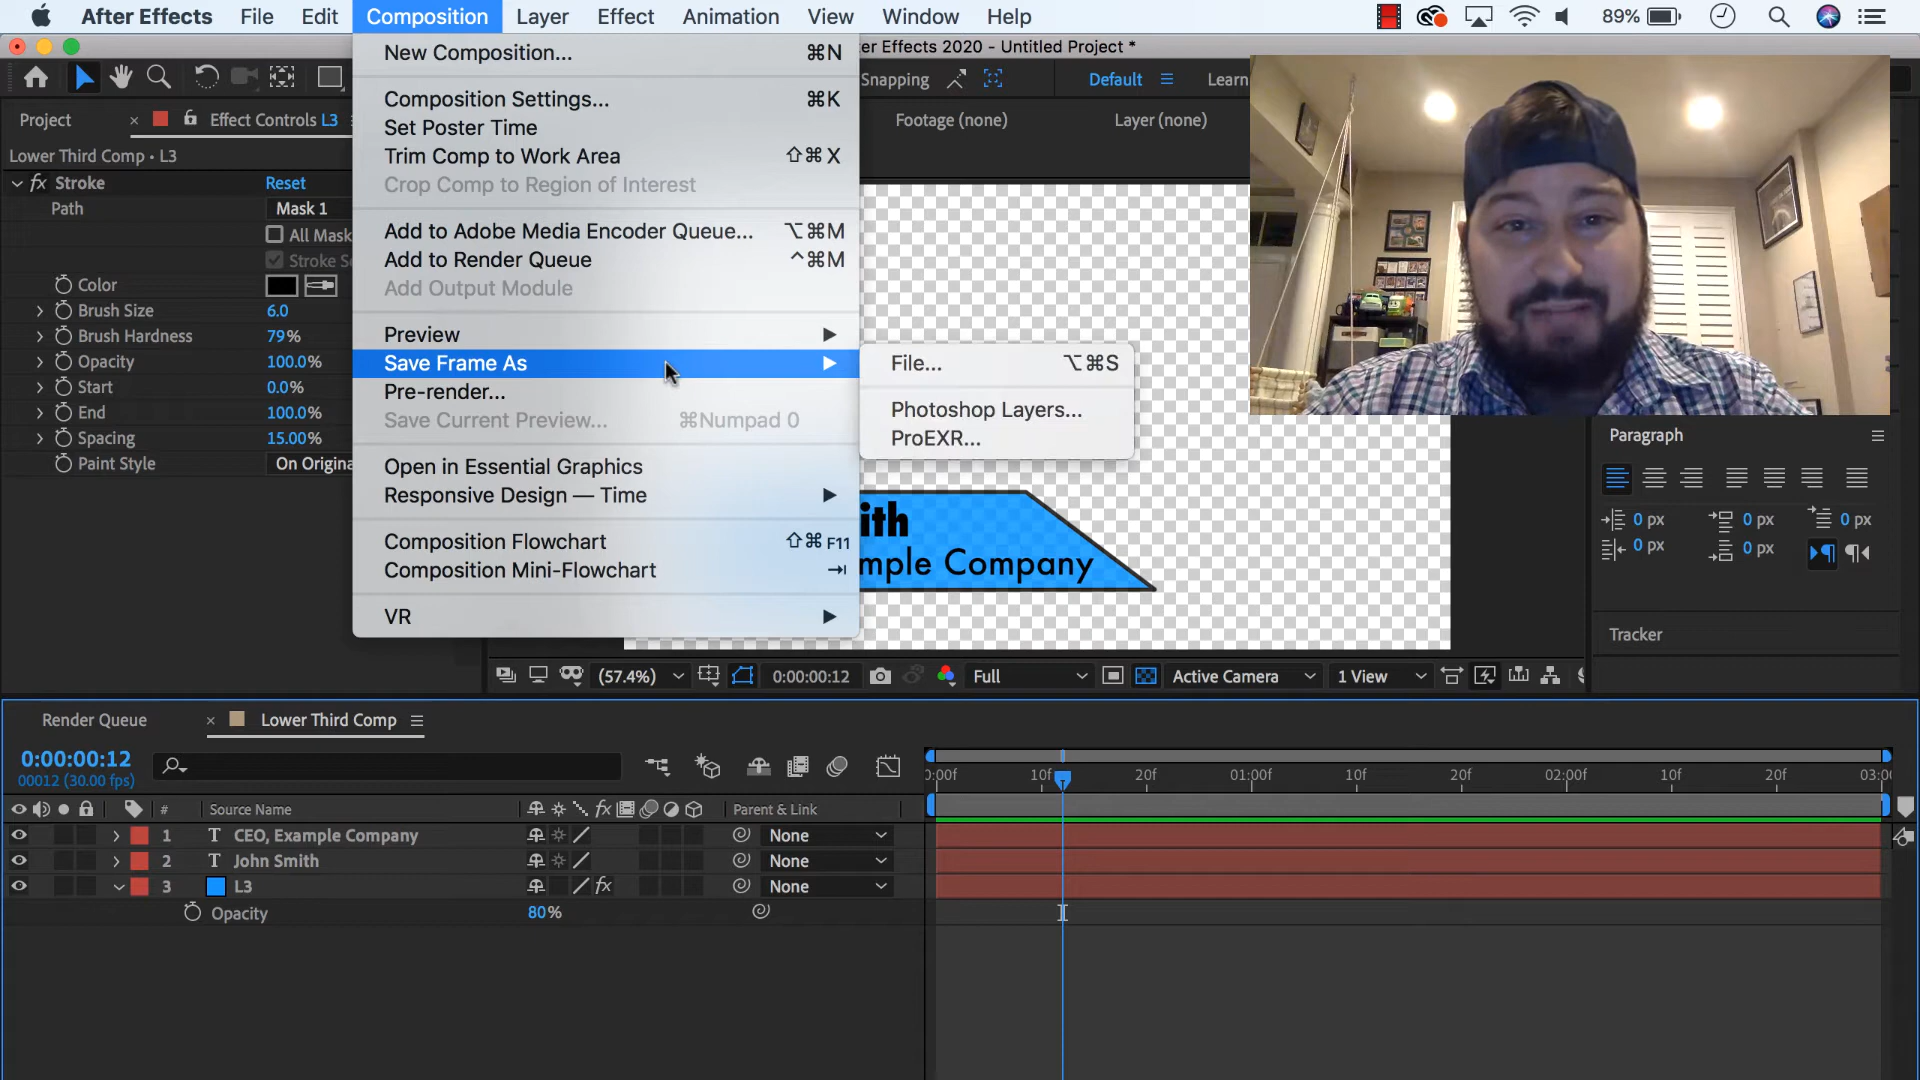 After Effects File Edit Composition Layer Effect Animation View Window Help 89%
ter Effects 2020 - Untitled Project *
New Composition... ⌘N
Composition Settings... ⌘K
Set Poster Time
Trim Comp to Work Area ⇧⌘X
Crop Comp to Region of Interest
Add to Adobe Media Encoder Queue... ⌥⌘M
Add to Render Queue ^⌘M
Add Output Module
Preview
Save Frame As
Pre-render...
Save Current Preview... ⌘Numpad 0
Open in Essential Graphics
Responsive Design — Time
Composition Flowchart ⇧⌘F11
Composition Mini-Flowchart
VR
File... ⌥⌘S
Photoshop Layers...
ProEXR...
Snapping Default Learn
Project Effect Controls L3 Footage (none) Layer (none)
Lower Third Comp • L3
fx Stroke Reset
Path Mask 1
All Mask
Stroke Se
Color
Brush Size 6.0
Brush Hardness 79%
Opacity 100.0%
Start 0.0%
End 100.0%
Spacing 15.00%
Paint Style On Origina
ith
mple Company
Paragraph
0 px 0 px 0 px
0 px 0 px
Tracker
(57.4%) 0:00:00:12 Full Active Camera 1 View
Render Queue Lower Third Comp
0:00:00:12
00012 (30.00 fps)
0:00f 10f 20f 01:00f 10f 20f 02:00f 10f 20f 03:00
# Source Name fx Parent & Link
1 T CEO, Example Company None
2 T John Smith None
3 L3 fx None
Opacity 80%